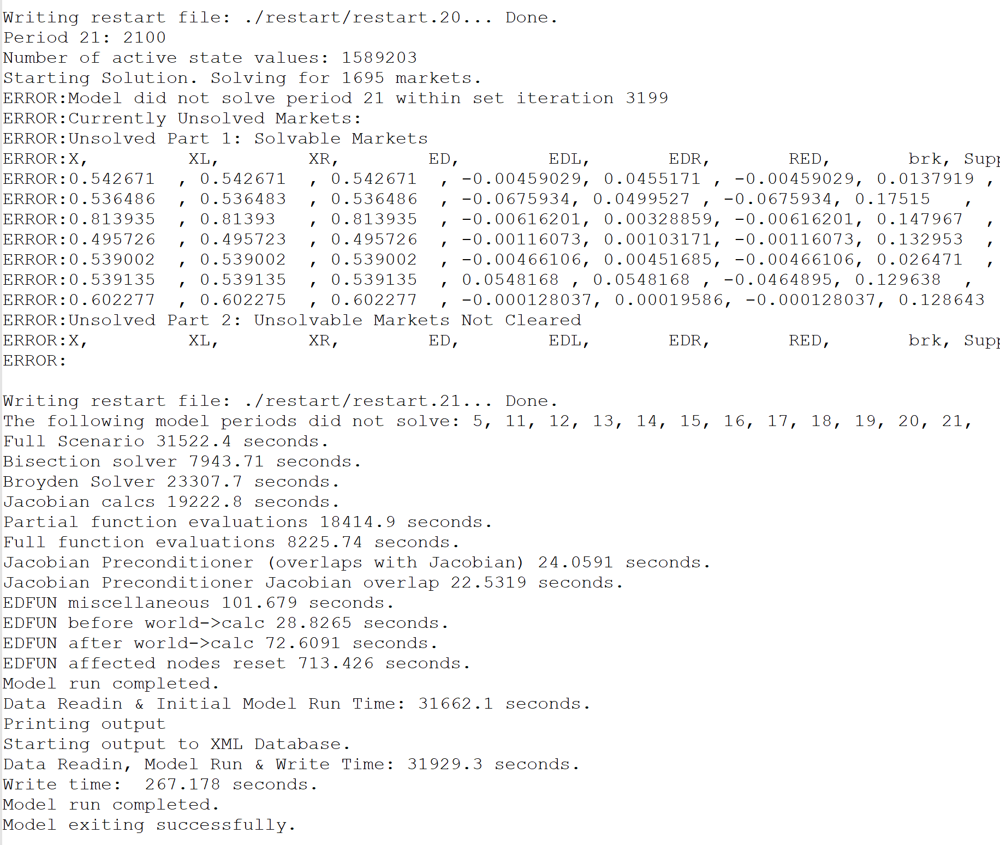 Writing restart file: ./restart/restart.20... Done.
Period 21: 2100
Number of active state values: 1589203
Starting Solution. Solving for 1695 markets.
ERROR:Model did not solve period 21 within set iteration 3199
ERROR:Currently Unsolved Markets:
ERROR:Unsolved Part 1: Solvable Markets
ERROR:X,         XL,        XR,        ED,        EDL,       EDR,       RED,       brk, Supp
ERROR:0.542671  , 0.542671  , 0.542671  , -0.00459029, 0.0455171 , -0.00459029, 0.0137919 ,
ERROR:0.536486  , 0.536483  , 0.536486  , -0.0675934, 0.0499527 , -0.0675934, 0.17515   ,
ERROR:0.813935  , 0.81393   , 0.813935  , -0.00616201, 0.00328859, -0.00616201, 0.147967  ,
ERROR:0.495726  , 0.495723  , 0.495726  , -0.00116073, 0.00103171, -0.00116073, 0.132953  ,
ERROR:0.539002  , 0.539002  , 0.539002  , -0.00466106, 0.00451685, -0.00466106, 0.026471  ,
ERROR:0.539135  , 0.539135  , 0.539135  , 0.0548168 , 0.0548168 , -0.0464895, 0.129638  ,
ERROR:0.602277  , 0.602275  , 0.602277  , -0.000128037, 0.00019586, -0.000128037, 0.128643
ERROR:Unsolved Part 2: Unsolvable Markets Not Cleared
ERROR:X,         XL,        XR,        ED,        EDL,       EDR,       RED,       brk, Supp
ERROR:
Writing restart file: ./restart/restart.21... Done.
The following model periods did not solve: 5, 11, 12, 13, 14, 15, 16, 17, 18, 19, 20, 21,
Full Scenario 31522.4 seconds.
Bisection solver 7943.71 seconds.
Broyden Solver 23307.7 seconds.
Jacobian calcs 19222.8 seconds.
Partial function evaluations 18414.9 seconds.
Full function evaluations 8225.74 seconds.
Jacobian Preconditioner (overlaps with Jacobian) 24.0591 seconds.
Jacobian Preconditioner Jacobian overlap 22.5319 seconds.
EDFUN miscellaneous 101.679 seconds.
EDFUN before world->calc 28.8265 seconds.
EDFUN after world->calc 72.6091 seconds.
EDFUN affected nodes reset 713.426 seconds.
Model run completed.
Data Readin & Initial Model Run Time: 31662.1 seconds.
Printing output
Starting output to XML Database.
Data Readin, Model Run & Write Time: 31929.3 seconds.
Write time:  267.178 seconds.
Model run completed.
Model exiting successfully.